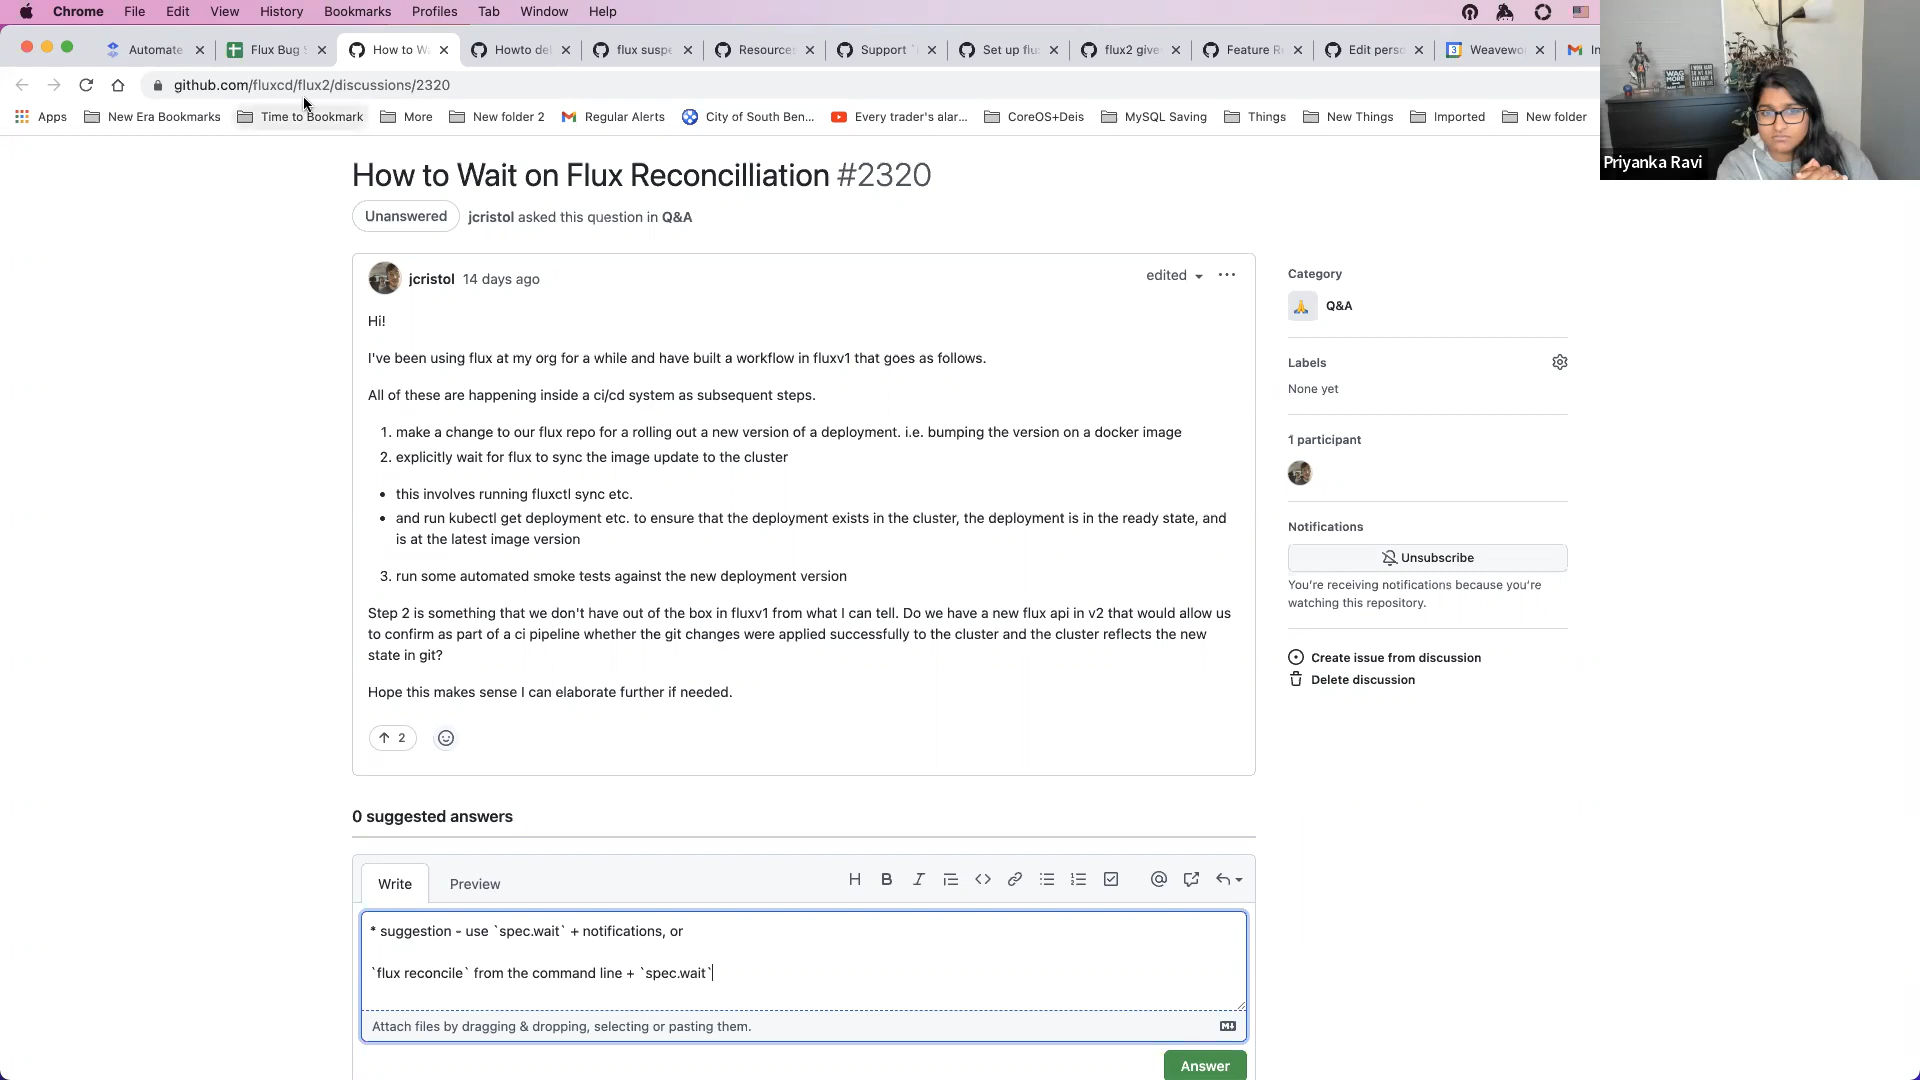 Chrome File Edit View History Bookmarks Profiles Tab Window Help
Automate Flux Bug S How to Wa Howto del flux suspe Resources Support `i Set up flu flux2 give Feature Re Edit perso Weavewo In
github.com/fluxcd/flux2/discussions/2320
Apps New Era Bookmarks Time to Bookmark More New folder 2 Regular Alerts City of South Ben... Every trader's alar... CoreOS+Deis MySQL Saving Things New Things Imported New folder
WAG MORE
Priyanka Ravi
How to Wait on Flux Reconcilliation #2320
Unanswered jcristol asked this question in Q&A
jcristol 14 days ago edited
Hi!
I've been using flux at my org for a while and have built a workflow in fluxv1 that goes as follows.
All of these are happening inside a ci/cd system as subsequent steps.
1. make a change to our flux repo for a rolling out a new version of a deployment. i.e. bumping the version on a docker image
2. explicitly wait for flux to sync the image update to the cluster
• this involves running fluxctl sync etc.
• and run kubectl get deployment etc. to ensure that the deployment exists in the cluster, the deployment is in the ready state, and
is at the latest image version
3. run some automated smoke tests against the new deployment version
Step 2 is something that we don't have out of the box in fluxv1 from what I can tell. Do we have a new flux api in v2 that would allow us
to confirm as part of a ci pipeline whether the git changes were applied successfully to the cluster and the cluster reflects the new
state in git?
Hope this makes sense I can elaborate further if needed.
2
Category
Q&A
Labels
None yet
1 participant
Notifications
Unsubscribe
You're receiving notifications because you're
watching this repository.
Create issue from discussion
Delete discussion
0 suggested answers
Write Preview
* suggestion - use `spec.wait` + notifications, or
`flux reconcile` from the command line + `spec.wait`
Attach files by dragging & dropping, selecting or pasting them.
Answer